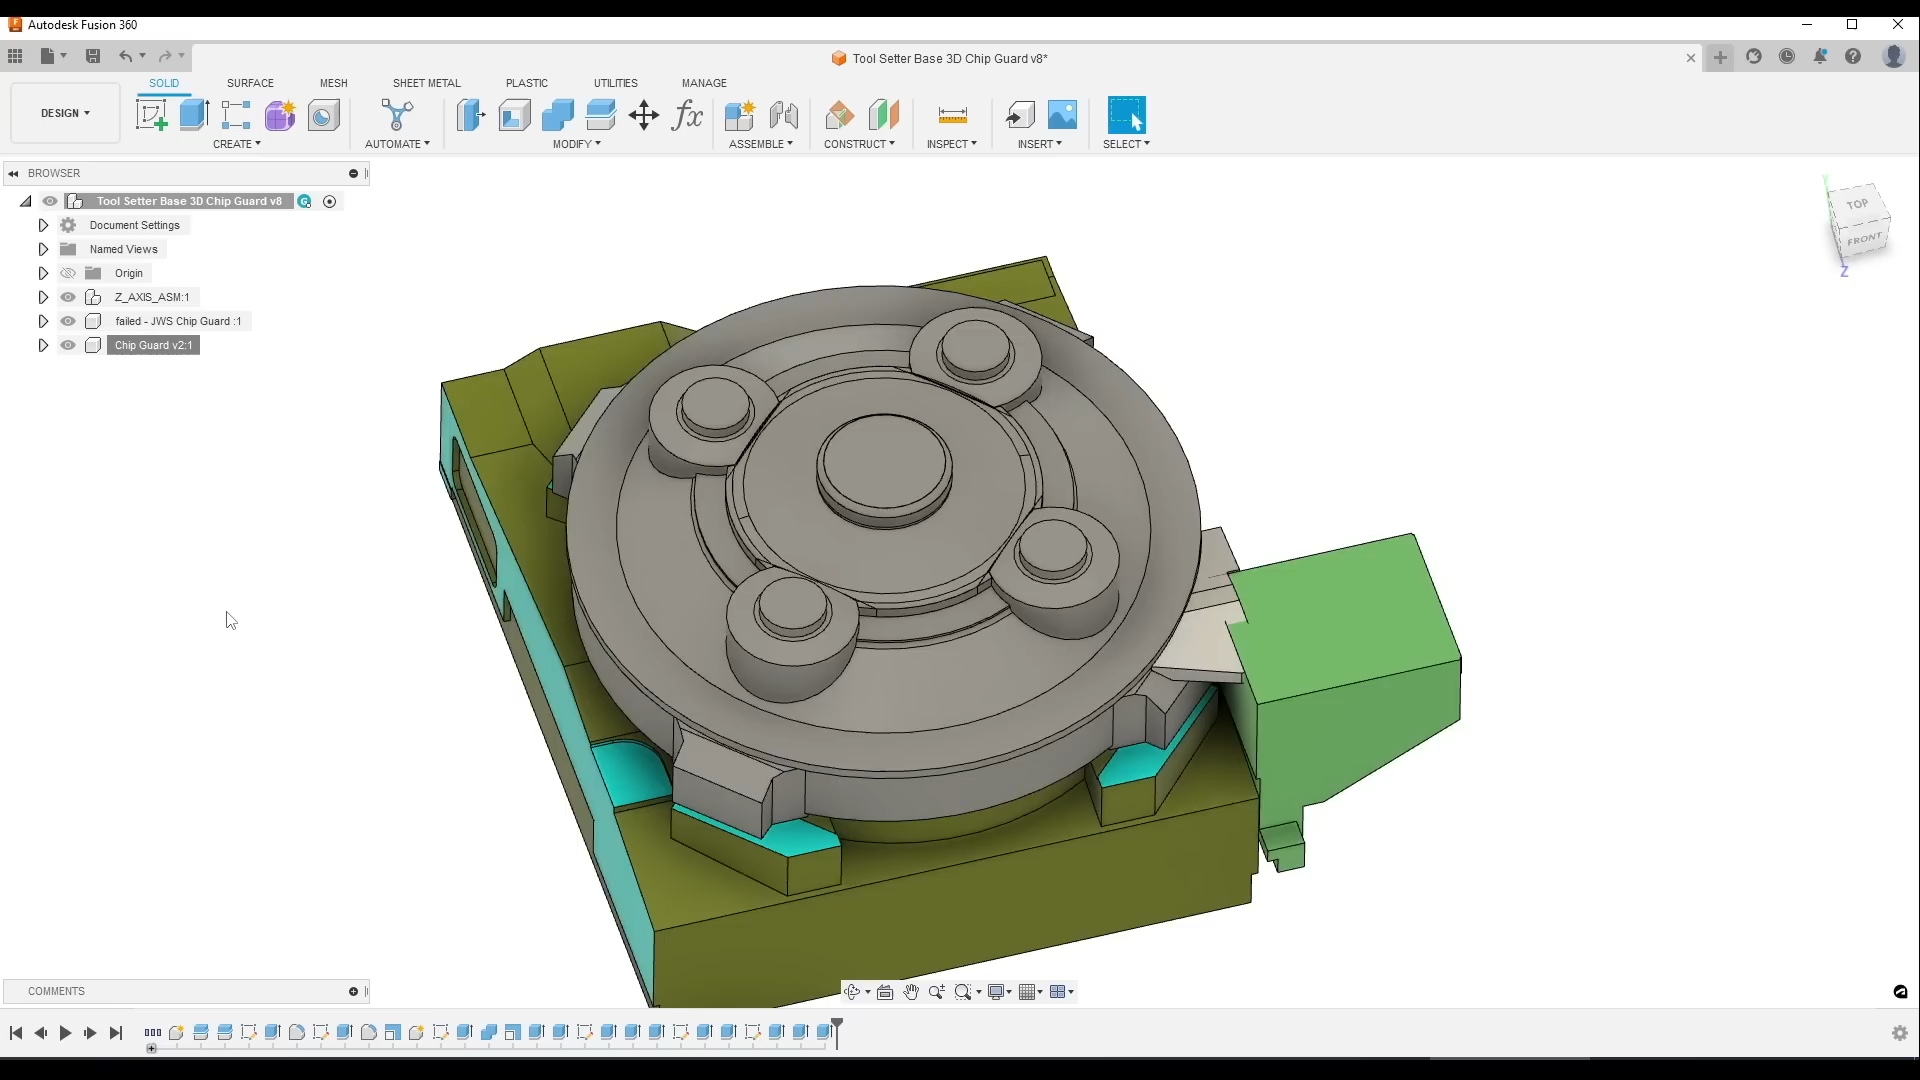 Autodesk Fusion 360
Tool Setter Base 3D Chip Guard v8*
DESIGN
SOLID SURFACE MESH SHEET METAL PLASTIC UTILITIES MANAGE
fx
CREATE AUTOMATE MODIFY ASSEMBLE CONSTRUCT INSPECT INSERT SELECT
BROWSER
Tool Setter Base 3D Chip Guard v8
Document Settings
Named Views
Origin
Z_AXIS_ASM:1
failed - JWS Chip Guard :1
Chip Guard v2:1
Y
TOP
FRONT
Z
COMMENTS